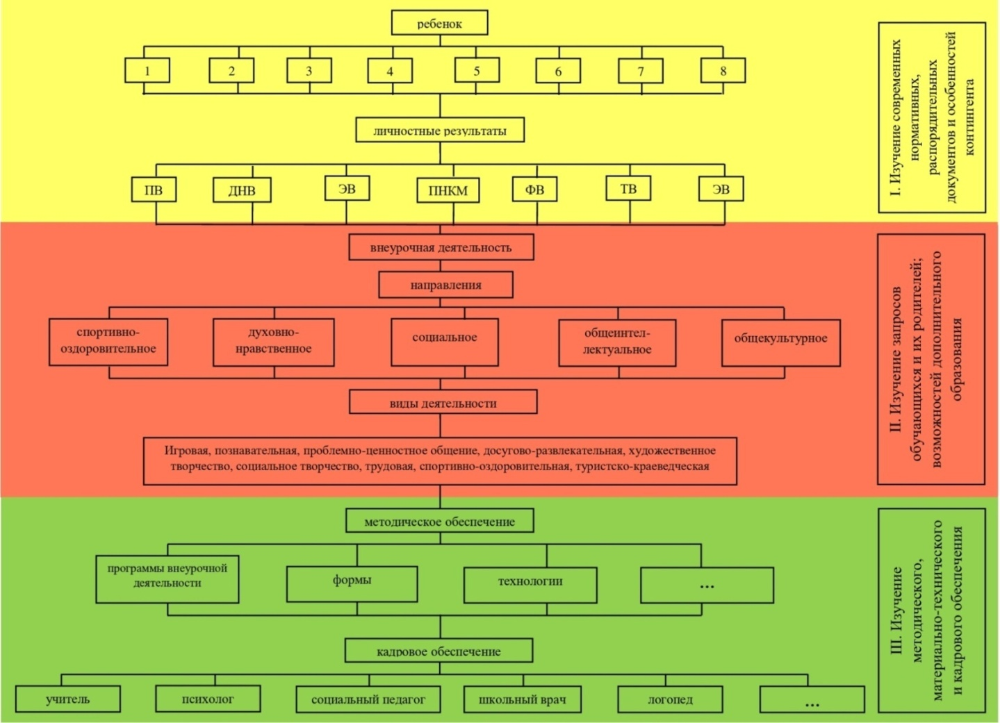 ребенок
1
2
3
4
5
6
7
8
личностные результаты
ПВ
ДНВ
ЭВ
ПНКМ
ФВ
ТВ
ЭВ
I. Изучение современных
нормативных,
распорядительных
документов и особенностей
контингента
внеурочная деятельность
направления
спортивно-
оздоровительное
духовно-
нравственное
социальное
общеинтел-
лектуальное
общекультурное
виды деятельности
Игровая, познавательная, проблемно-ценностное общение, досугово-развлекательная, художественное
творчество, социальное творчество, трудовая, спортивно-оздоровительная, туристско-краеведческая
II. Изучение запросов
обучающихся и их родителей;
возможностей дополнительного
образования
методическое обеспечение
программы внеурочной
деятельности
формы
технологии
...
кадровое обеспечение
учитель
психолог
социальный педагог
школьный врач
логопед
...
III. Изучение
методического,
материально-технического
и кадрового обеспечения